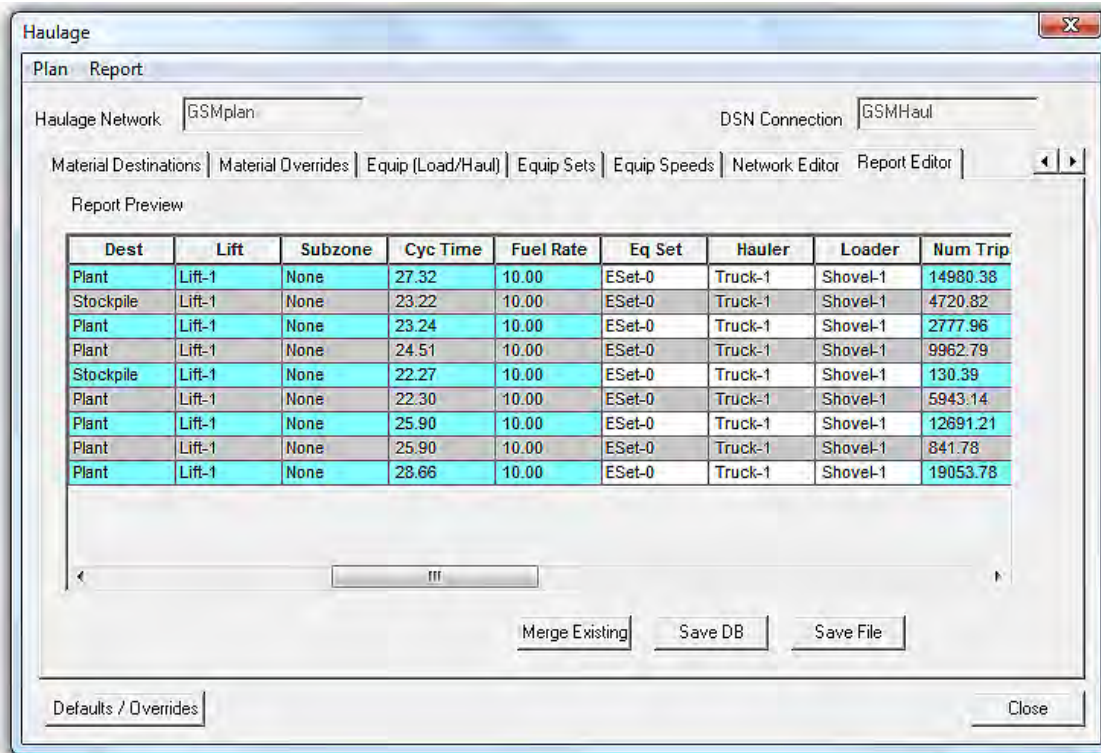 Haulage
Plan Report
Haulage Network GSMplan DSN Connection GSMHaul
Material Destinations Material Overrides Equip (Load/Haul) Equip Sets Equip Speeds Network Editor Report Editor
Report Preview
Dest Lift Subzone Cyc Time Fuel Rate Eq Set Hauler Loader Num Trip
Plant Lift-1 None 27.32 10.00 ESet-0 Truck-1 Shovel-1 14980.38
Stockpile Lift-1 None 23.22 10.00 ESet-0 Truck-1 Shovel-1 4720.82
Plant Lift-1 None 23.24 10.00 ESet-0 Truck-1 Shovel-1 2777.96
Plant Lift-1 None 24.51 10.00 ESet-0 Truck-1 Shovel-1 9962.79
Stockpile Lift-1 None 22.27 10.00 ESet-0 Truck-1 Shovel-1 130.39
Plant Lift-1 None 22.30 10.00 ESet-0 Truck-1 Shovel-1 5943.14
Plant Lift-1 None 25.90 10.00 ESet-0 Truck-1 Shovel-1 12691.21
Plant Lift-1 None 25.90 10.00 ESet-0 Truck-1 Shovel-1 841.78
Plant Lift-1 None 28.66 10.00 ESet-0 Truck-1 Shovel-1 19053.78
Merge Existing Save DB Save File
Defaults / Overrides Close